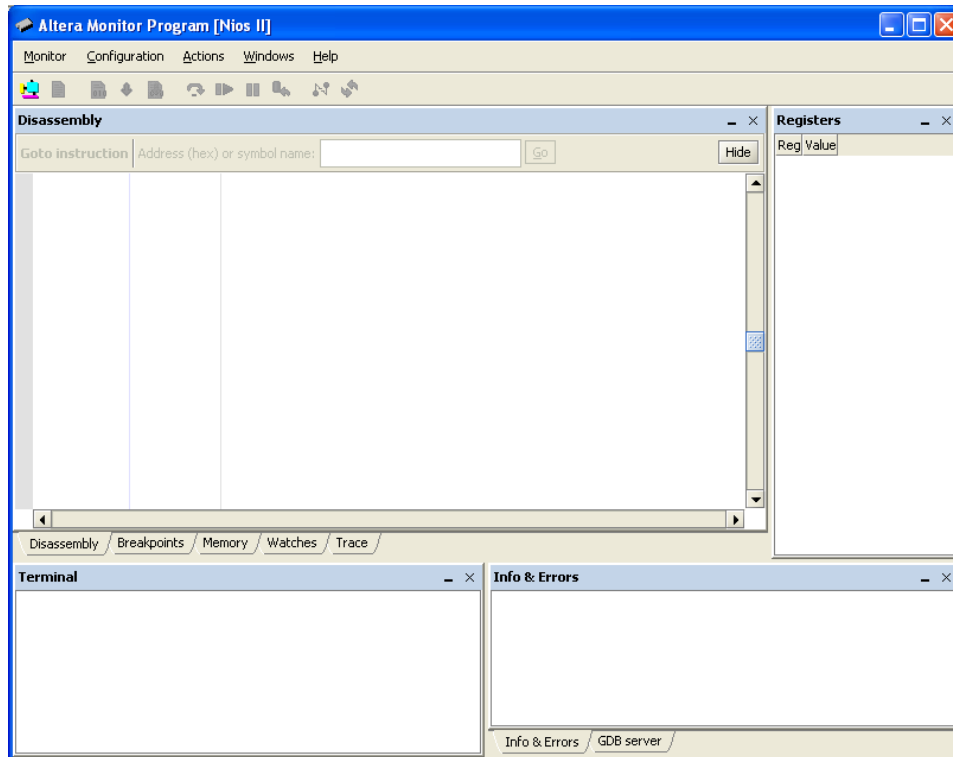 Altera Monitor Program [Nios II]
Monitor Configuration Actions Windows Help
Disassembly
Goto instruction Address (hex) or symbol name: Go Hide
Disassembly Breakpoints Memory Watches Trace
Registers
Reg Value
Terminal
Info & Errors
Info & Errors GDB server